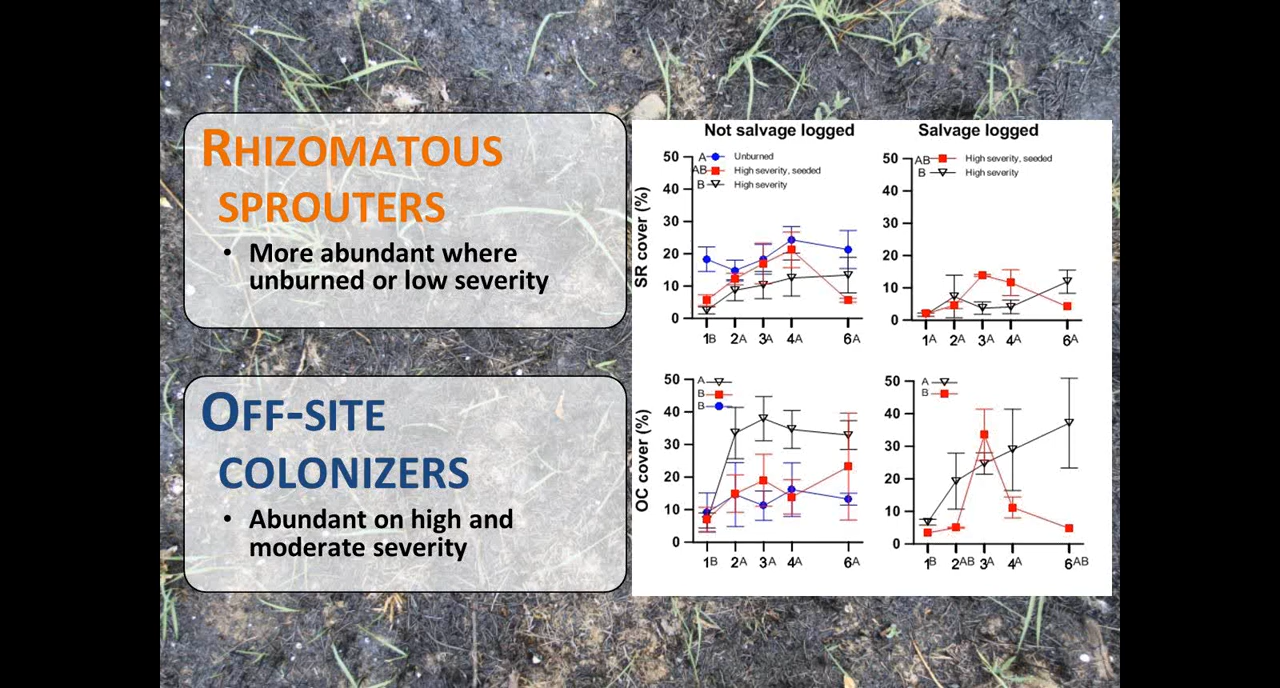 RHIZOMATOUS
SPROUTERS
• More abundant where
unburned or low severity
OFF-SITE
COLONIZERS
• Abundant on high and
moderate severity
Not salvage logged
SR cover (%)
50
40
30
20
10
0
A Unburned
AB High severity, seeded
B High severity
1B 2A 3A 4A 6A
Salvage logged
50
40
30
20
10
0
AB High severity, seeded
B High severity
1A 2A 3A 4A 6A
OC cover (%)
50
40
30
20
10
0
A
B
B
1B 2A 3A 4A 6A
50
40
30
20
10
0
A
B
1B 2AB 3A 4A 6AB